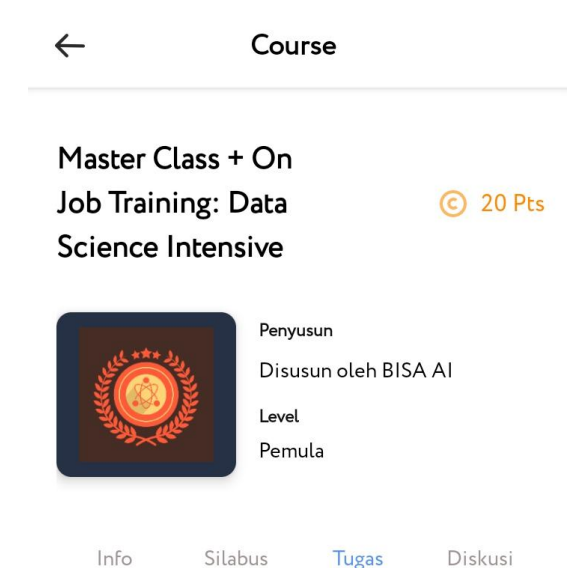 Course
Master Class + On
Job Training: Data
Science Intensive
© 20 Pts
Penyusun
Disusun oleh BISA AI
Level
Pemula
Info Silabus Tugas Diskusi